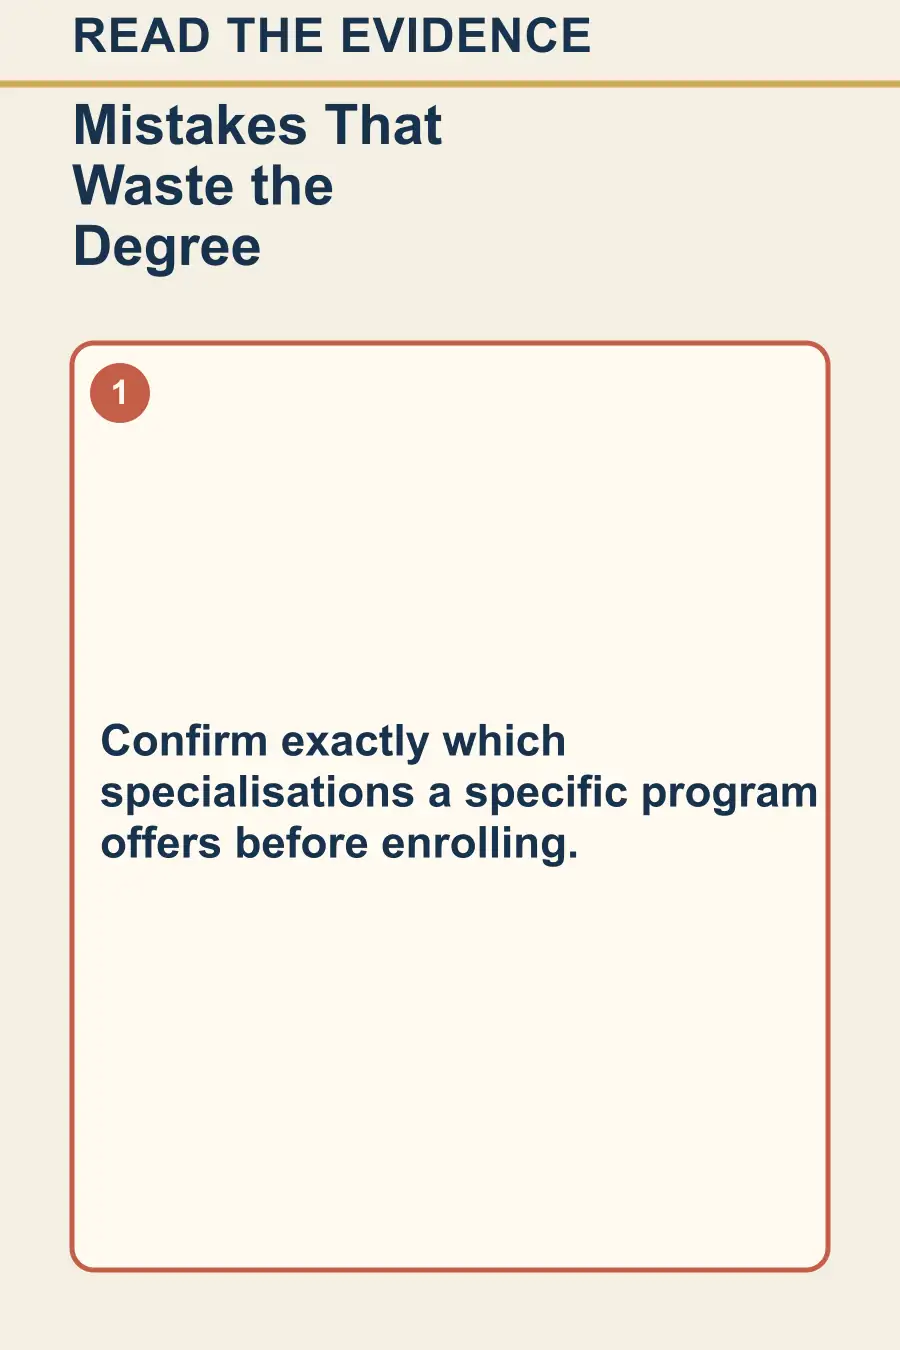 READ THE EVIDENCE
Mistakes That
Waste the
Degree
1
Confirm exactly which
specialisations a specific program
offers before enrolling.